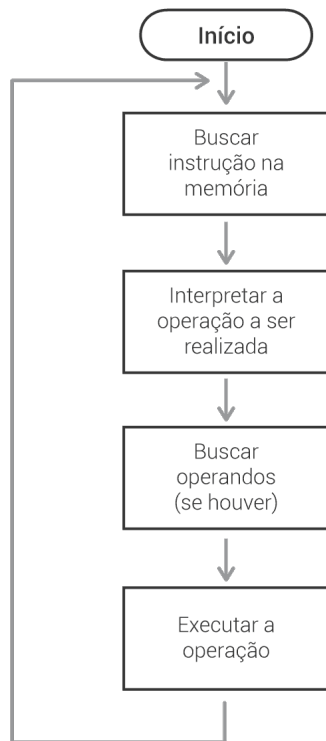 Início
Buscar
instrução na
memória
Interpretar a
operação a ser
realizada
Buscar
operandos
(se houver)
Executar a
operação